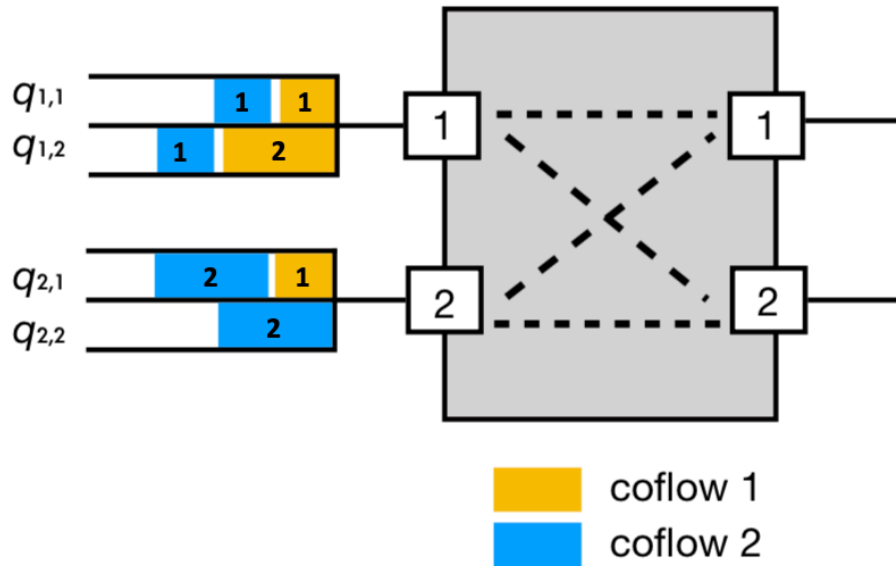 q1,1 1 1
q1,2 1 2
1 1
q2,1 2 1
q2,2 2
2 2
coflow 1
coflow 2